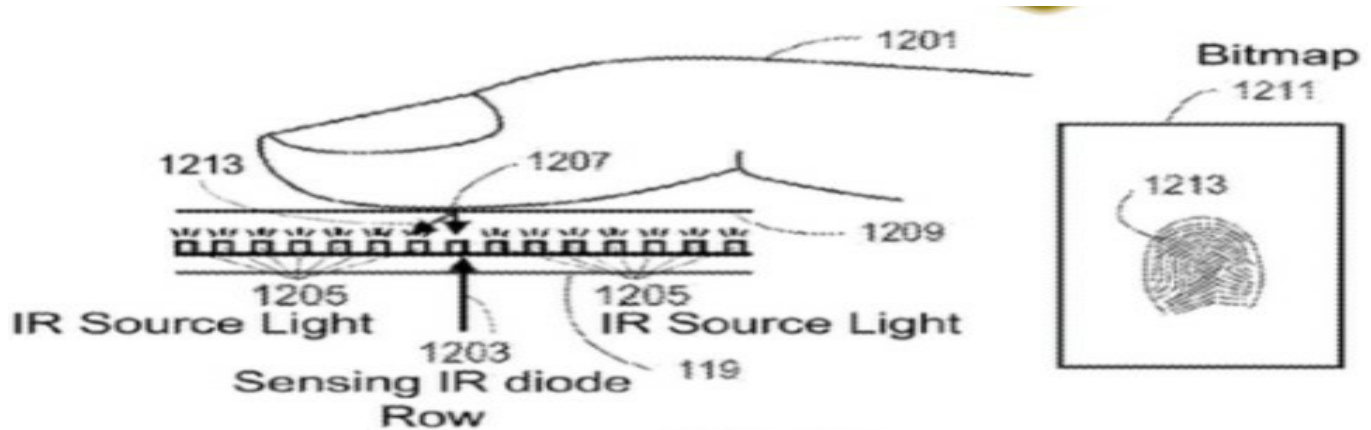 1201
Bitmap
1211
1213
1207
1213
1209
1205
1205
IR Source Light
IR Source Light
1203
119
Sensing IR diode
Row